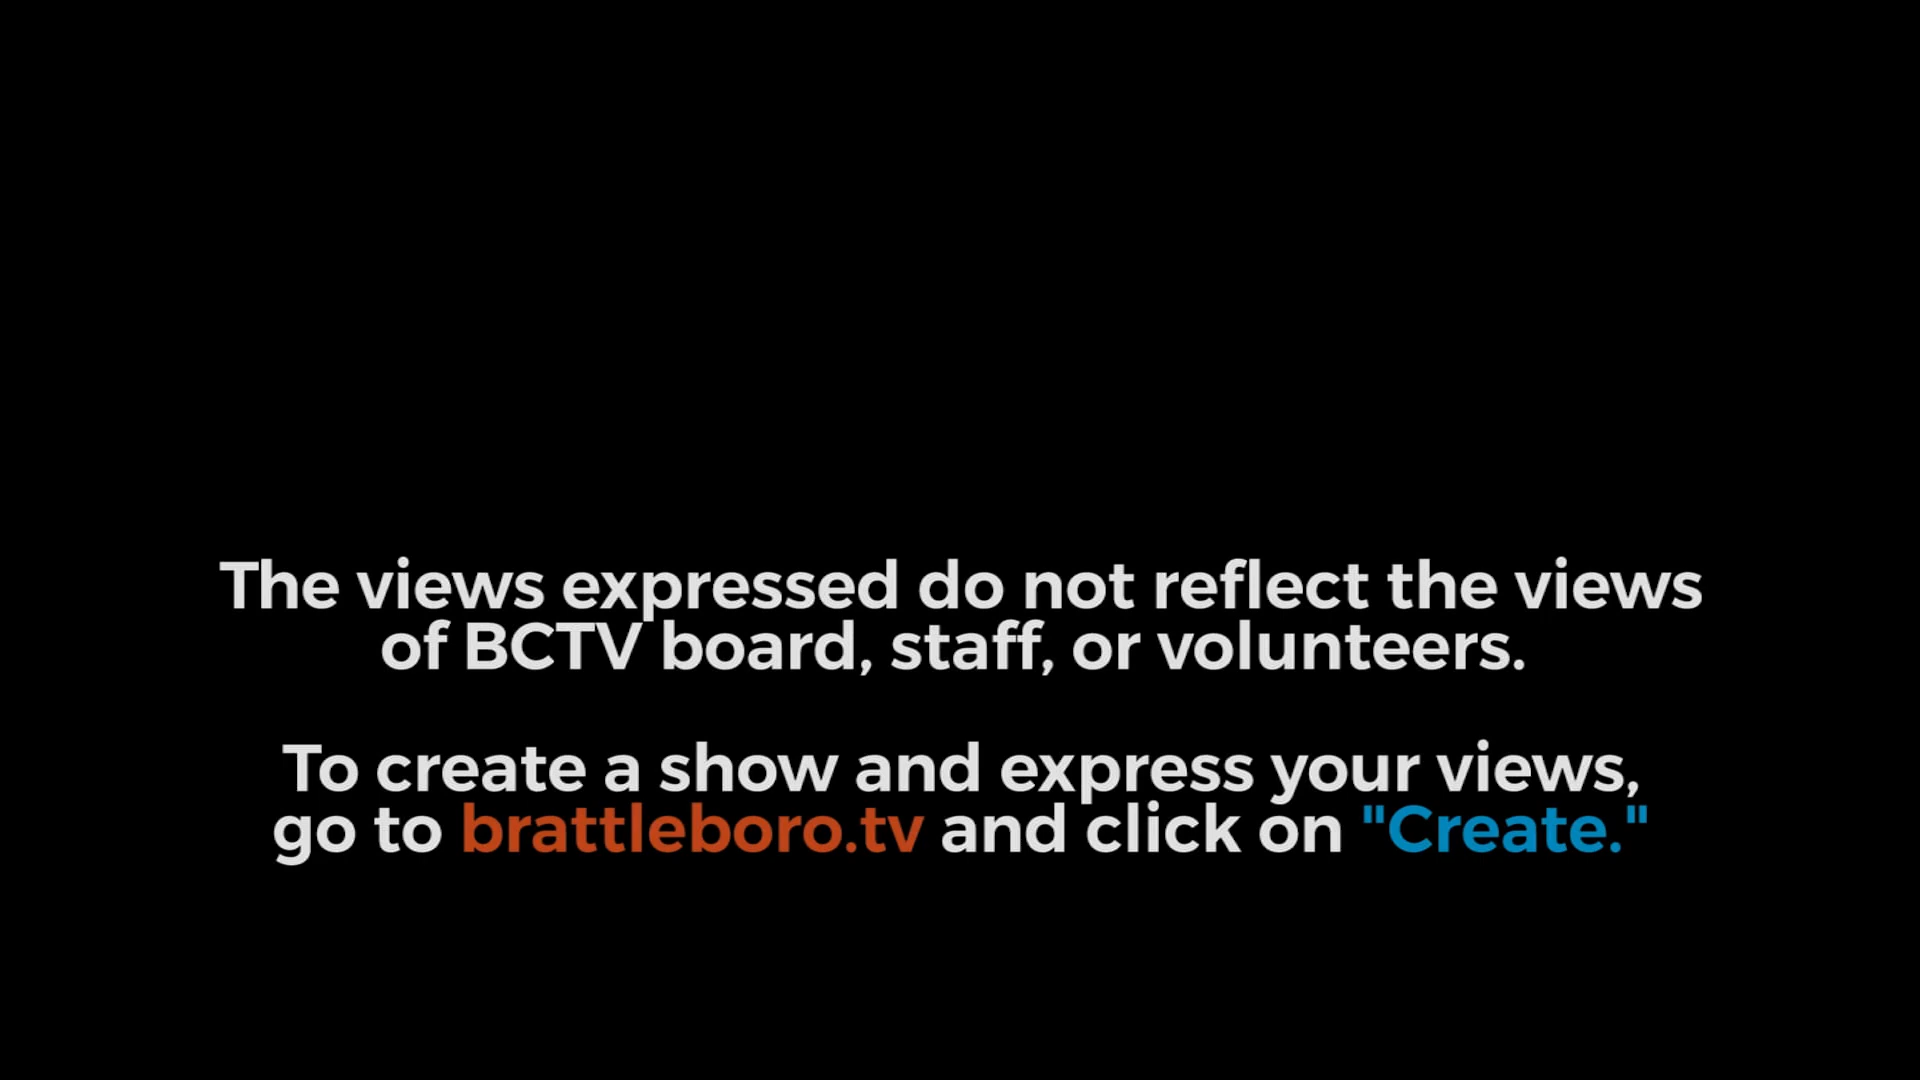 The views expressed do not reflect the views
of BCTV board, staff, or volunteers.
To create a show and express your views,
go to brattleboro.tv and click on "Create."